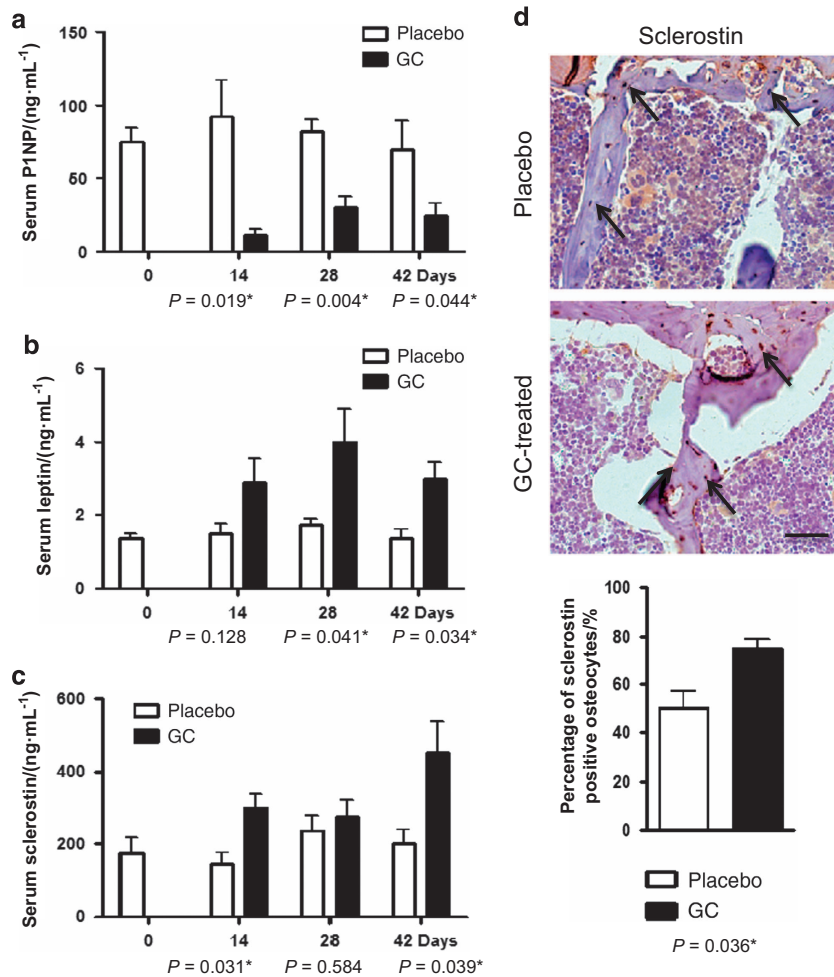 a
Serum P1NP/(ng·mL⁻¹)
150
100
50
0
Placebo
GC
0 14 28 42 Days
P = 0.019* P = 0.004* P = 0.044*
b
Serum leptin/(ng·mL⁻¹)
6
4
2
0
Placebo
GC
0 14 28 42 Days
P = 0.128 P = 0.041* P = 0.034*
c
Serum sclerostin/(ng·mL⁻¹)
600
400
200
0
Placebo
GC
0 14 28 42 Days
P = 0.031* P = 0.584 P = 0.039*
d
Sclerostin
Placebo
GC-treated
Percentage of sclerostin
positive osteocytes/%
100
80
60
40
20
0
Placebo
GC
P = 0.036*